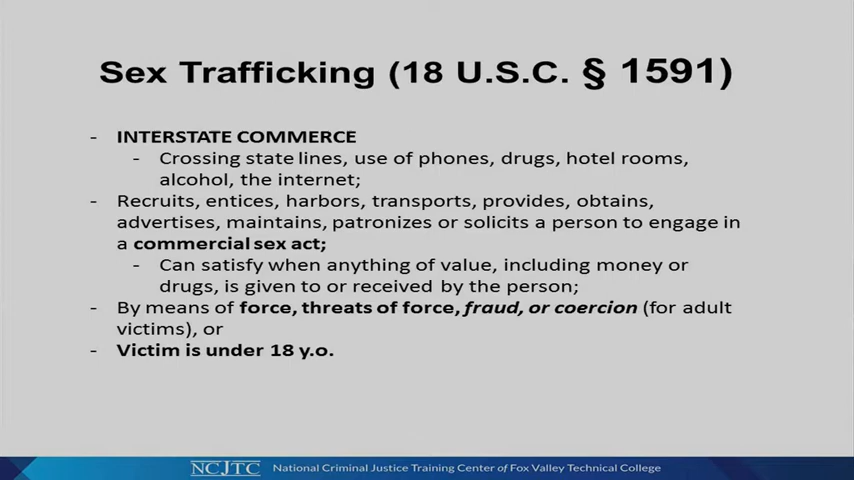 Sex Trafficking (18 U.S.C. § 1591)
- INTERSTATE COMMERCE
- Crossing state lines, use of phones, drugs, hotel rooms,
alcohol, the internet;
- Recruits, entices, harbors, transports, provides, obtains,
advertises, maintains, patronizes or solicits a person to engage in
a commercial sex act;
- Can satisfy when anything of value, including money or
drugs, is given to or received by the person;
- By means of force, threats of force, fraud, or coercion (for adult
victims), or
- Victim is under 18 y.o.
NCJTC National Criminal Justice Training Center of Fox Valley Technical College